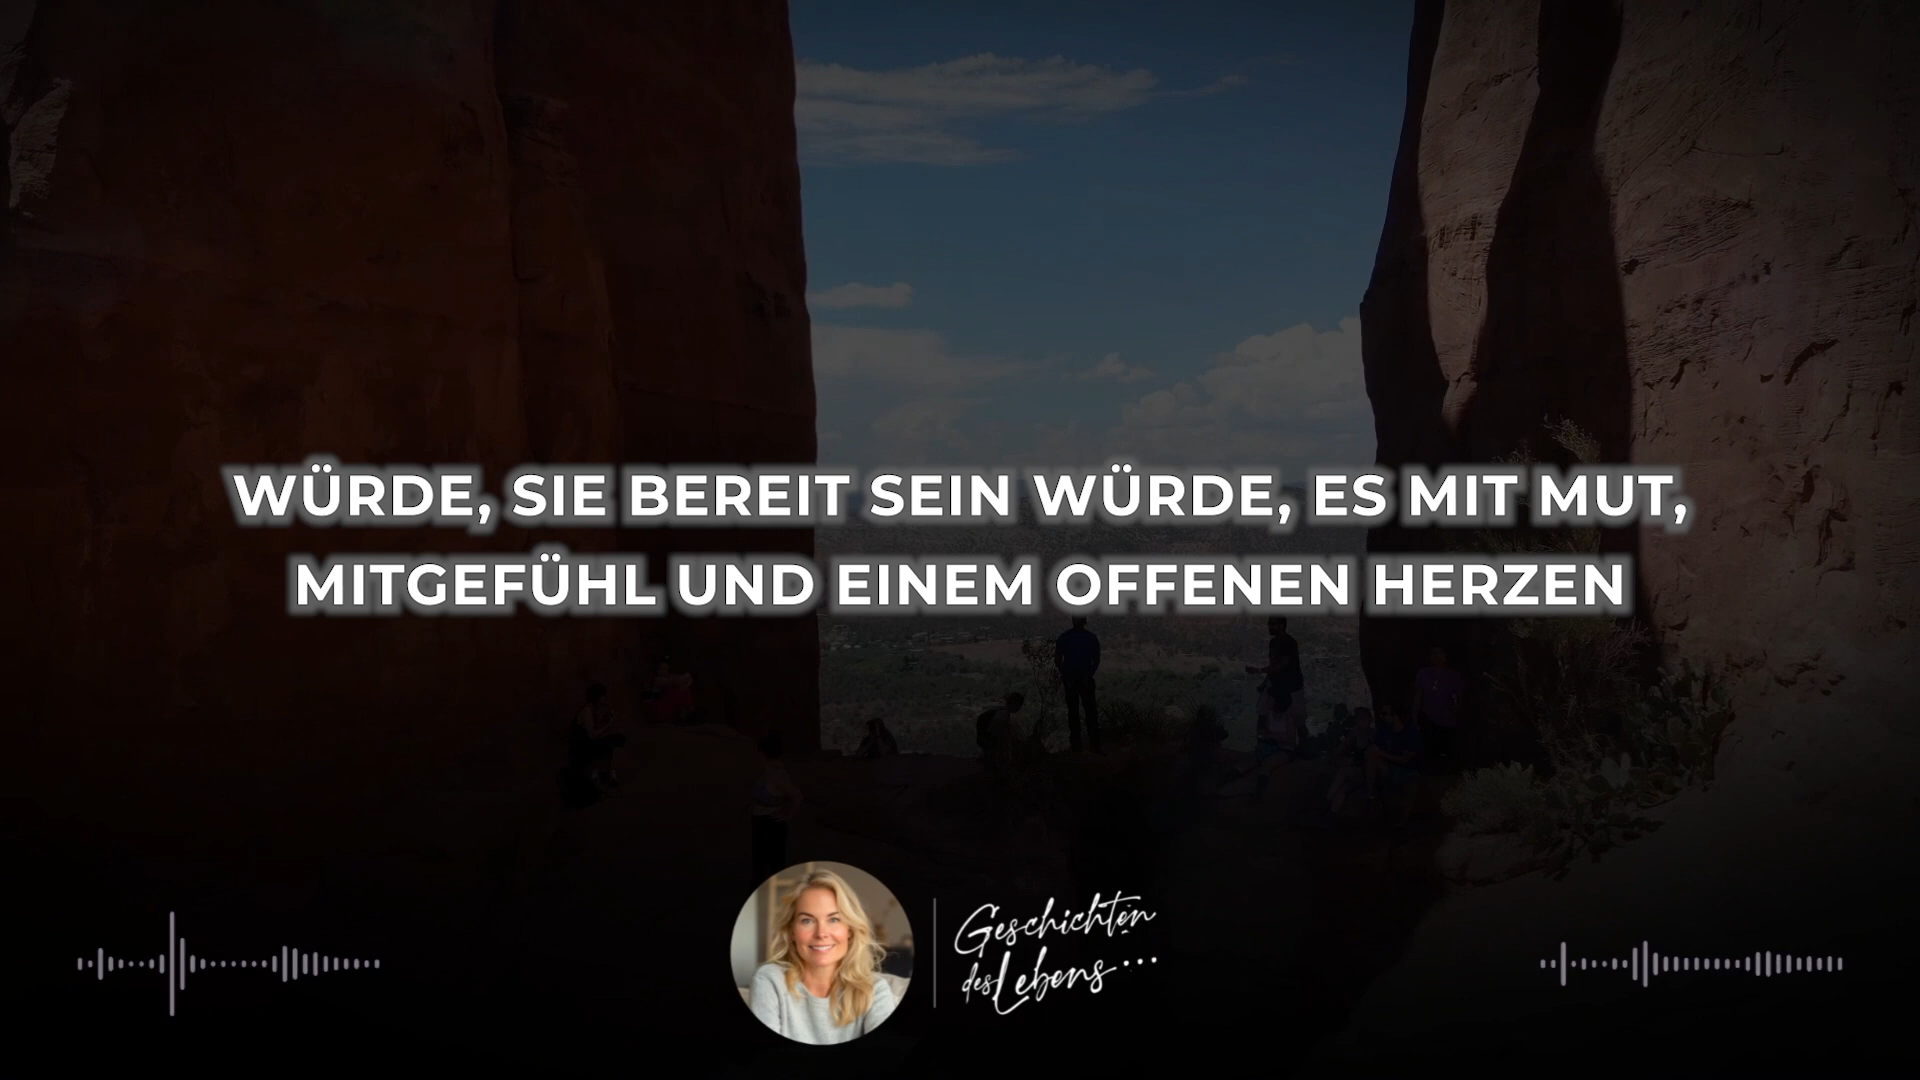 WÜRDE, SIE BEREIT SEIN WÜRDE, ES MIT MUT,
MITGEFÜHL UND EINEM OFFENEN HERZEN
Geschichten
des Lebens...